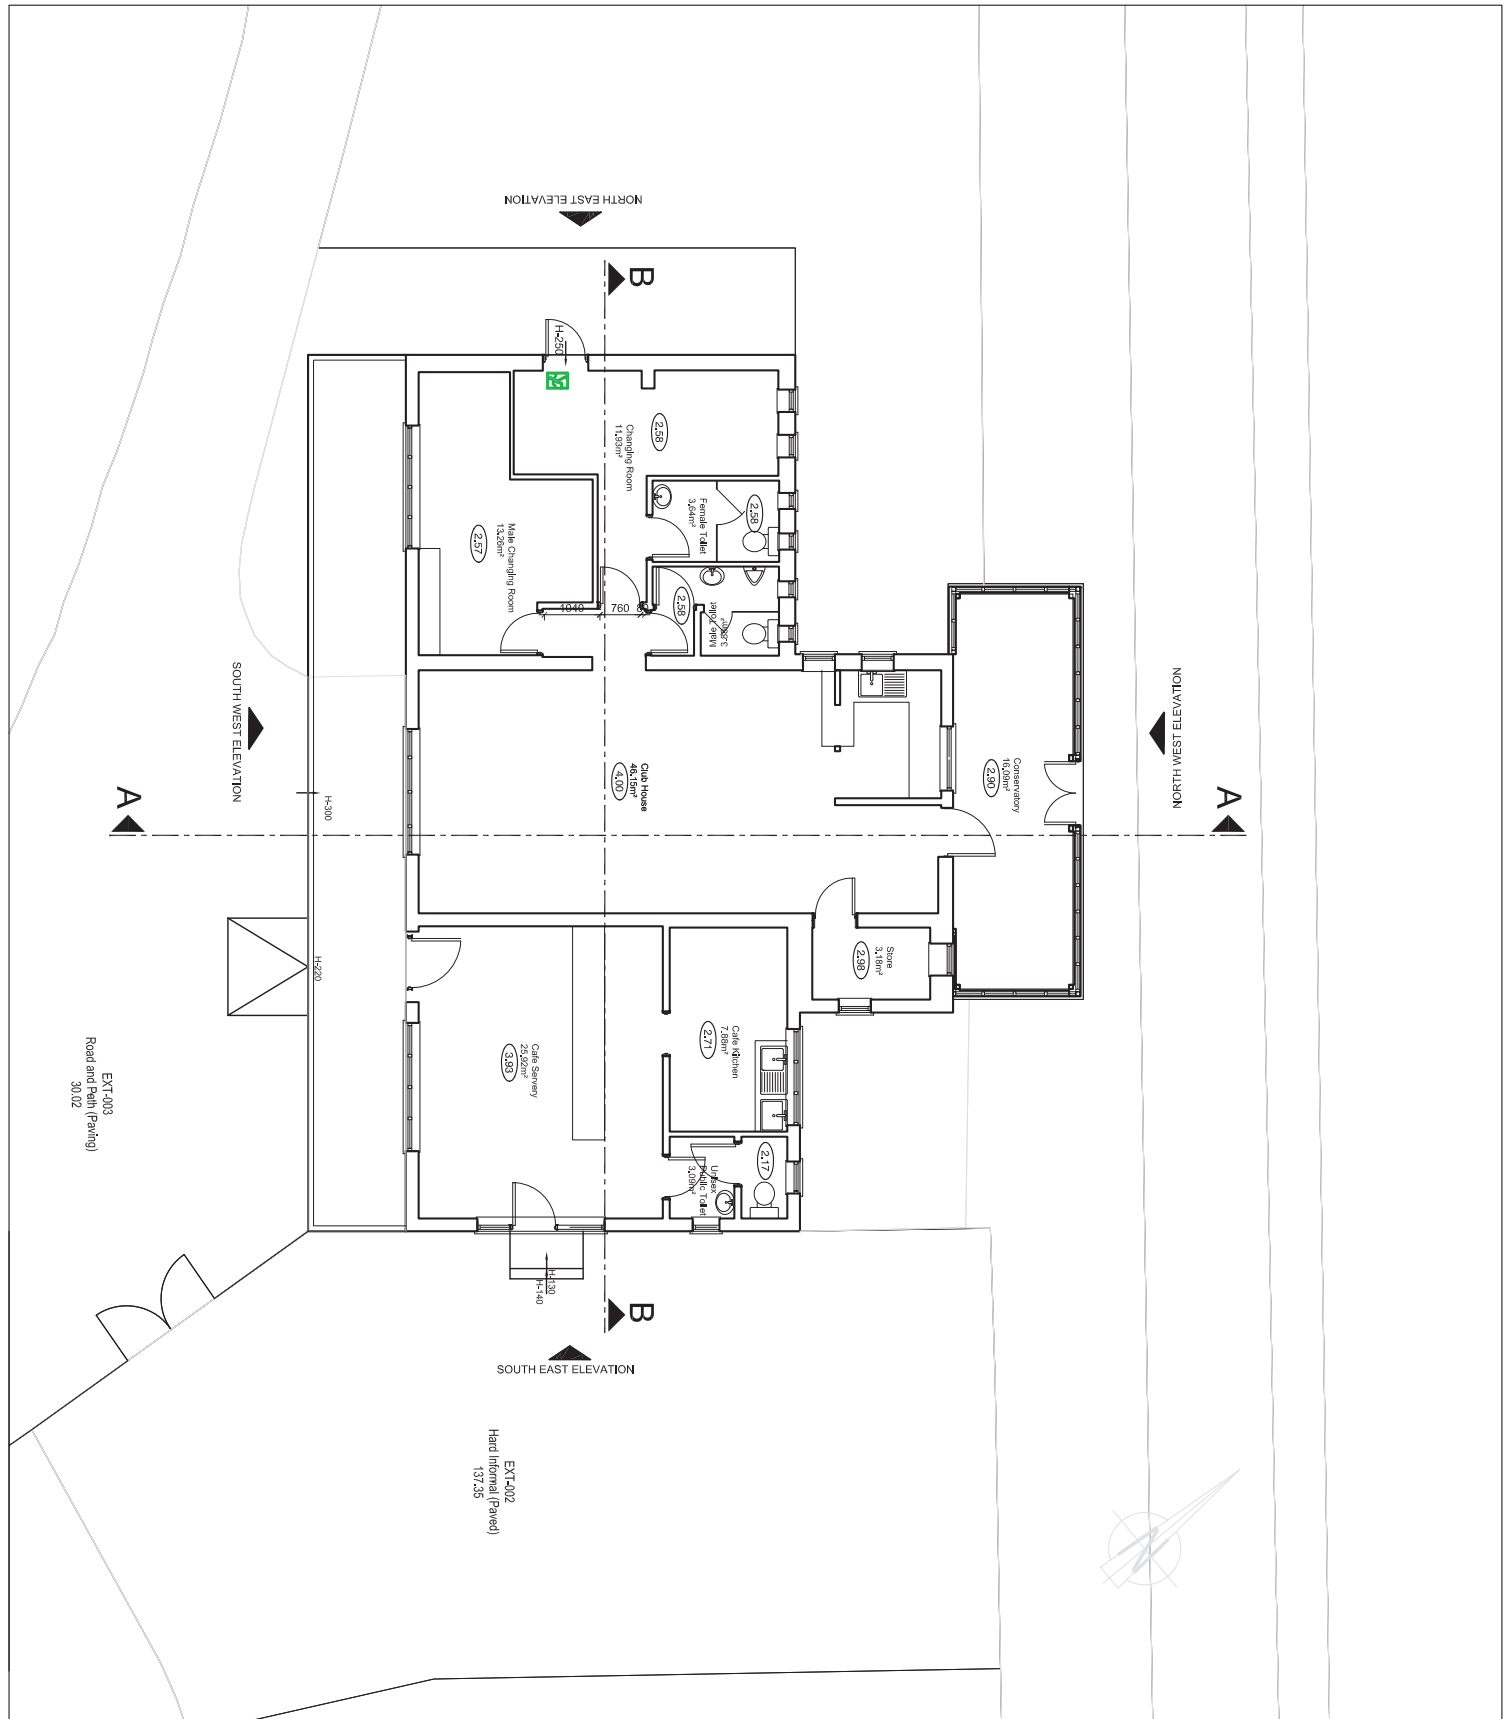 NORTH EAST ELEVATION
B
H-250
2.58
Changing Room
11.93m²
Female Toilet
3.64m²
2.58
Male Changing Room
13.26m²
2.57
2.58
Male Toilet
1040
760
SOUTH WEST ELEVATION
NORTH WEST ELEVATION
Club House
46.15m²
4.00
Conservatory
16.09m²
2.90
A
A
H-300
H-220
Store
3.18m²
2.98
Cafe Kitchen
7.88m²
2.71
Cafe Servery
25.92m²
3.93
Unisex
Public Toilet
3.09m²
2.17
H-130
H-140
B
SOUTH EAST ELEVATION
EXT-003
Road and Path (Paving)
30.02
EXT-002
Hard Informal (Paved)
137.35
N